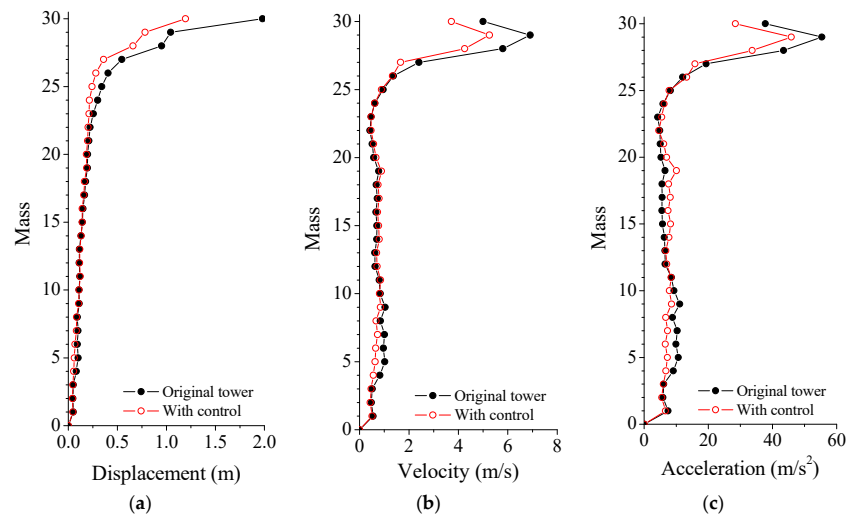 30
25
20
15
10
5
0
Mass
Original tower
With control
0.0 0.5 1.0 1.5 2.0
Displacement (m)
(a)
30
25
20
15
10
5
0
Mass
Original tower
With control
0 2 4 6 8
Velocity (m/s)
(b)
30
25
20
15
10
5
0
Mass
Original tower
With control
0 20 40 60
Acceleration (m/s²)
(c)